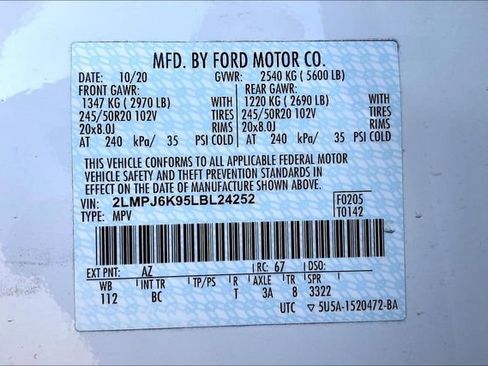 MFD. BY FORD MOTOR CO.
DATE: 10/20 GVWR: 2540 KG ( 5600 LB)
FRONT GAWR: REAR GAWR:
1347 KG ( 2970 LB) WITH 1220 KG ( 2690 LB) WITH
245/50R20 102V TIRES 245/50R20 102V TIRES
20x8.0J RIMS 20x8.0J RIMS
AT 240 kPa/ 35 PSI COLD AT 240 kPa/ 35 PSI COLD
THIS VEHICLE CONFORMS TO ALL APPLICABLE FEDERAL MOTOR
VEHICLE SAFETY AND THEFT PREVENTION STANDARDS IN
EFFECT ON THE DATE OF MANUFACTURE SHOWN ABOVE.
VIN: 2LMPJ6K95LBL24252 F0205
TYPE: MPV T0142
EXT PNT: AZ RC: 67 DSO:
WB INT TR TP/PS R AXLE TR SPR
112 BC T 3A 8 3322
UTC ▽ 5U5A-1520472-BA